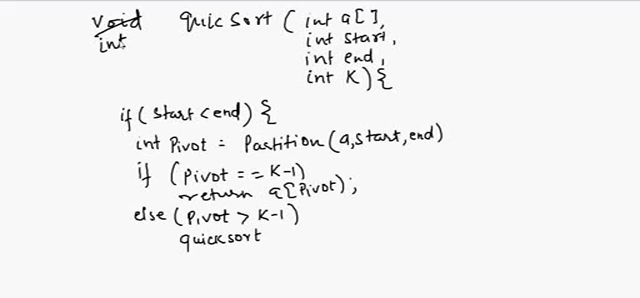 void quicsort ( int a[],
int int start,
int end,
int K) {
if ( start < end ) {
int Pivot = Partition (a, start, end)
if (Pivot == K-1)
return a[Pivot);
else (Pivot > K-1)
quicksort